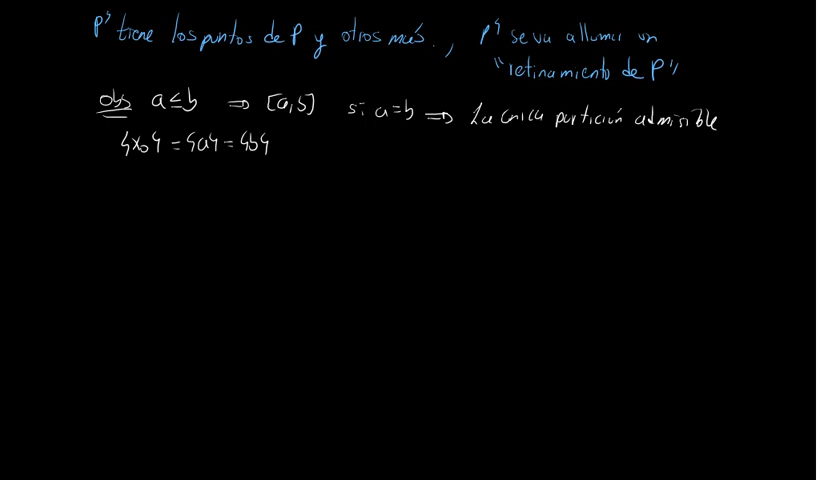 P' tiene los puntos de P y otros más., P' se va a llamar un
"refinamiento de P"
obs a ≤ b ⇒ [a,b] si a=b ⇒ La única partición admisible
{x₀} = {a} = {b}